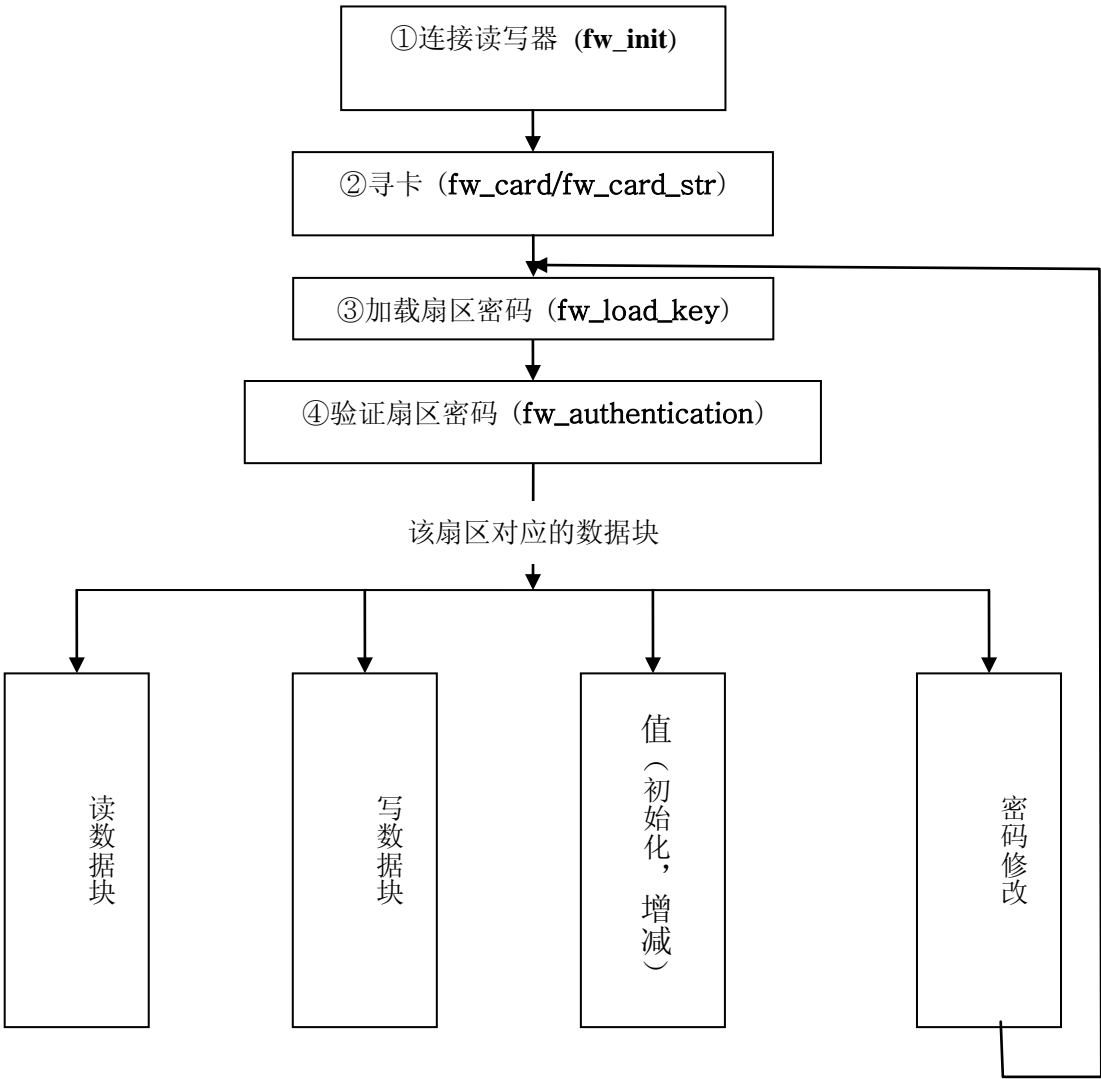 ①连接读写器 (fw_init)
②寻卡（fw_card/fw_card_str）
③加载扇区密码（fw_load_key）
④验证扇区密码（fw_authentication）
该扇区对应的数据块
读数据块
写数据块
值（初始化，增减）
密码修改